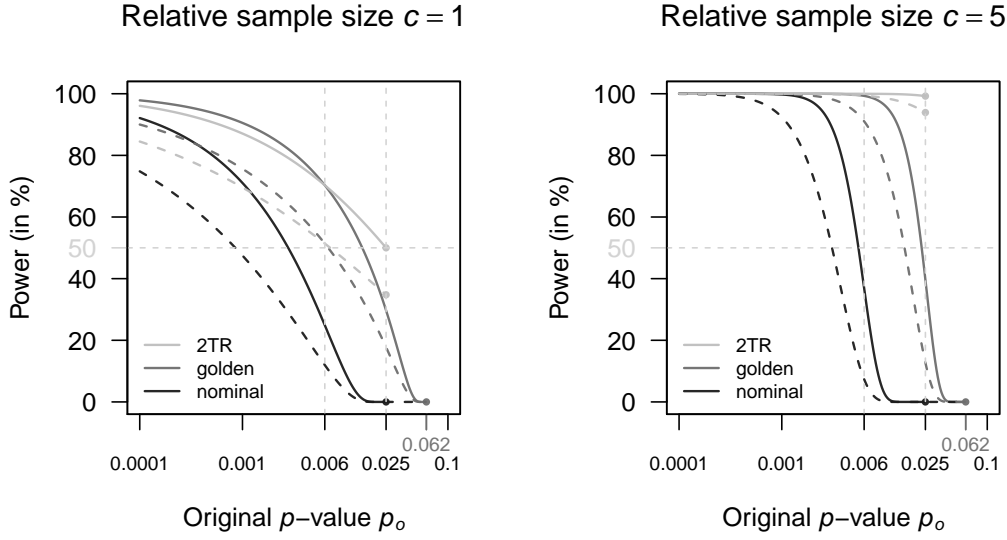 Relative sample size c = 1
Power (in %)
100
80
60
50
40
20
0
2TR
golden
nominal
0.062
0.0001
0.001
0.006
0.025
0.1
Original p−value po
Relative sample size c = 5
Power (in %)
100
80
60
50
40
20
0
2TR
golden
nominal
0.062
0.0001
0.001
0.006
0.025
0.1
Original p−value po